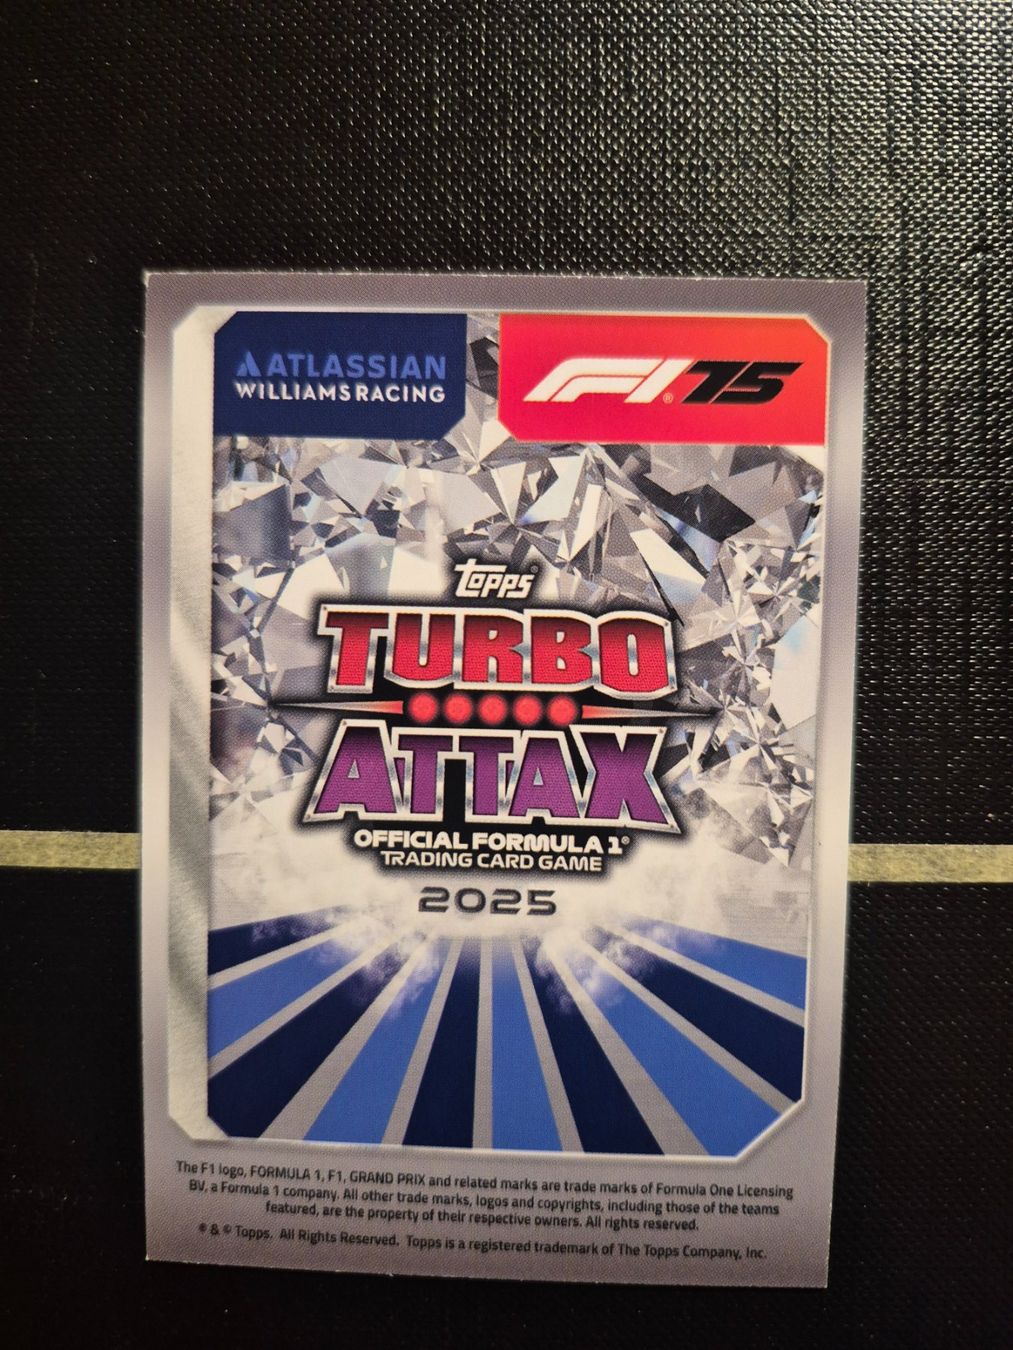 ATLASSIAN
WILLIAMS RACING
F1® 75
TOPPS®
TURBO
ATTAX
OFFICIAL FORMULA 1®
TRADING CARD GAME
2025
The F1 logo, FORMULA 1, F1, GRAND PRIX and related marks are trade marks of Formula One Licensing
BV, a Formula 1 company. All other trade marks, logos and copyrights, including those of the teams
featured, are the property of their respective owners. All rights reserved.
® & © Topps. All Rights Reserved. Topps is a registered trademark of The Topps Company, Inc.